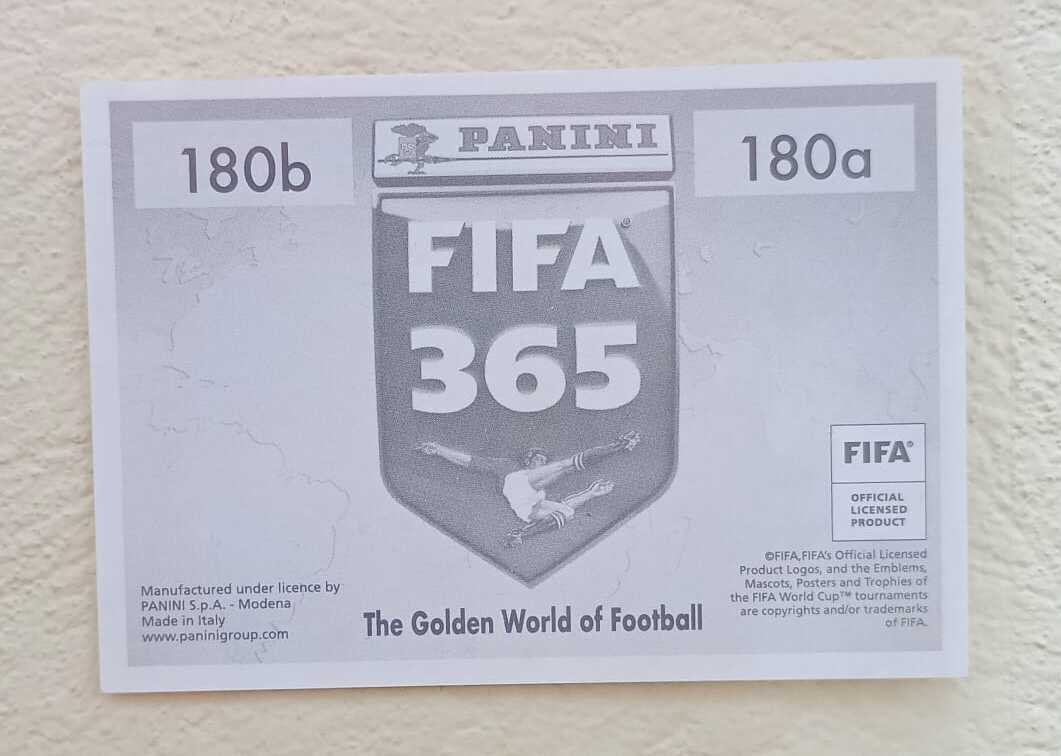 180b
PANINI
180a
FIFA®
365
FIFA®
OFFICIAL
LICENSED
PRODUCT
©FIFA,FIFA's Official Licensed
Product Logos, and the Emblems,
Mascots, Posters and Trophies of
the FIFA World Cup™ tournaments
are copyrights and/or trademarks
of FIFA.
Manufactured under licence by
PANINI S.p.A. - Modena
Made in Italy
www.paninigroup.com
The Golden World of Football